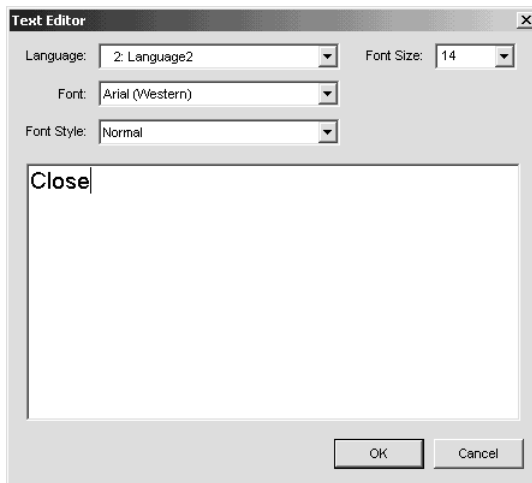 Text Editor
Language: 2: Language2 Font Size: 14
Font: Arial (Western)
Font Style: Normal
Close
OK Cancel